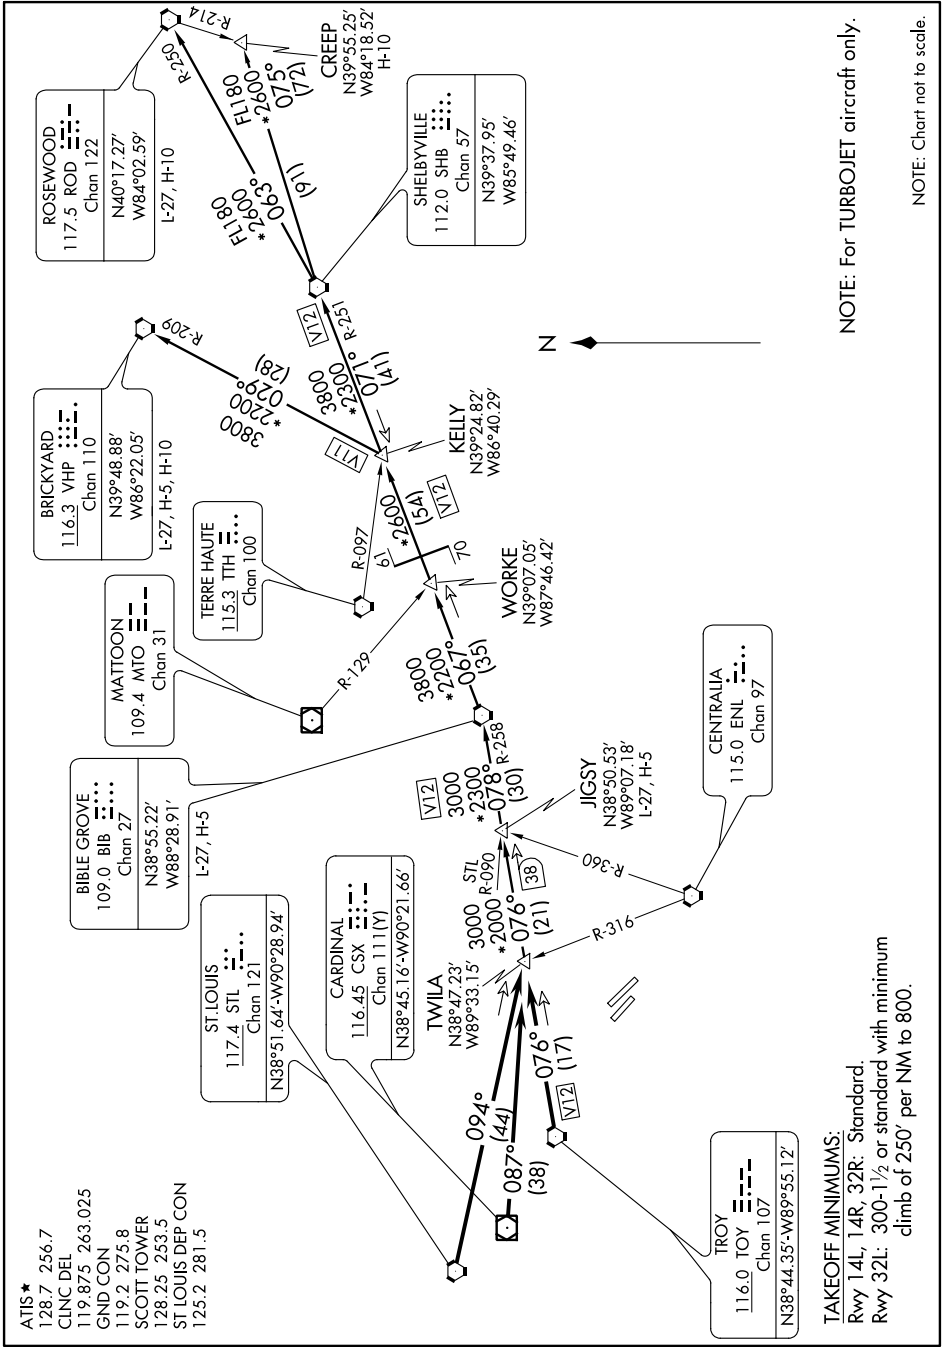 ATIS ★
128.7 256.7
CLNC DEL
119.875 263.025
GND CON
119.2 275.8
SCOTT TOWER
128.25 253.5
ST LOUIS DEP CON
125.2 281.5
ST. LOUIS
117.4 STL
Chan 121
N38°51.64′-W90°28.94′
CARDINAL
116.45 CSX
Chan 111(Y)
N38°45.16′-W90°21.66′
BIBLE GROVE
109.0 BIB
Chan 27
N38°55.22′
W88°28.91′
L-27, H-5
MATTOON
109.4 MTO
Chan 31
TERRE HAUTE
115.3 TTH
Chan 100
BRICKYARD
116.3 VHP
Chan 110
N39°48.88′
W86°22.05′
L-27, H-5, H-10
ROSEWOOD
117.5 ROD
Chan 122
N40°17.27′
W84°02.59′
L-27, H-10
SHELBYVILLE
112.0 SHB
Chan 57
N39°37.95′
W85°49.46′
CENTRALIA
115.0 ENL
Chan 97
TROY
116.0 TOY
Chan 107
N38°44.35′-W89°55.12′
094°
(44)
087°
(38)
076°
(17)
V12
TWILA
N38°47.23′
W89°33.15′
3000
*2000
076°
(21)
STL
R-090
38
R-316
R-360
JIGSY
N38°50.53′
W89°07.18′
L-27, H-5
V12
3000
*2300
078°
(30)
R-258
3800
*2200
067°
(35)
R-129
WORKE
N39°07.05′
W87°46.42′
61
70
*2600
(54)
V12
R-097
KELLY
N39°24.82′
W86°40.29′
V11
3800
*2200
029°
(28)
R-209
V12
3800
*2300
071°
(41)
R-251
FL180
*2600
063°
(91)
R-250
FL180
*2600
075°
(72)
R-214
CREEP
N39°55.25′
W84°18.52′
H-10
N
NOTE: For TURBOJET aircraft only.
NOTE: Chart not to scale.
TAKEOFF MINIMUMS:
Rwy 14L, 14R, 32R: Standard.
Rwy 32L: 300-1½ or standard with minimum
climb of 250′ per NM to 800.